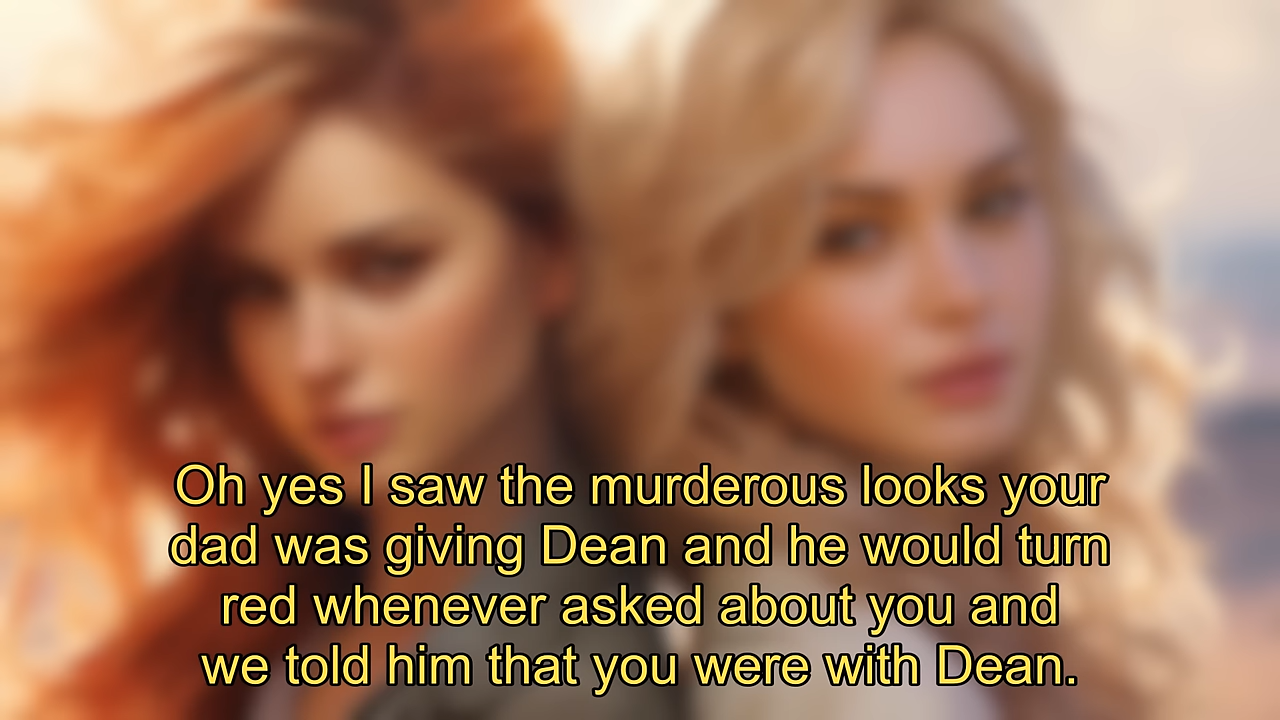 Oh yes I saw the murderous looks your
dad was giving Dean and he would turn
red whenever asked about you and
we told him that you were with Dean.